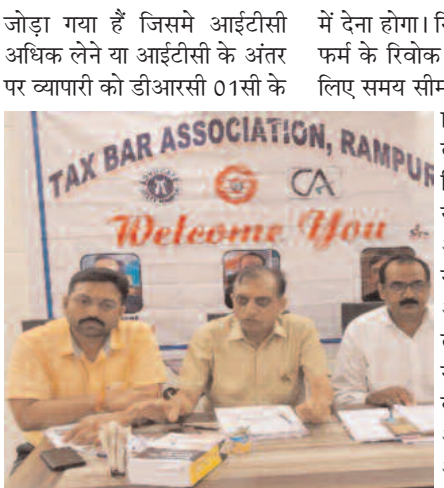 जोड़ा गया हैं जिसमे आईटीसी
अधिक लेने या आईटीसी के अंतर
पर व्यापारी को डीआरसी 01सी के
में देना होगा।
फर्म के रिवोक
लिए समय सीम
TAX BAR ASSOCIATION, RAMPUR
CA
Welcome You